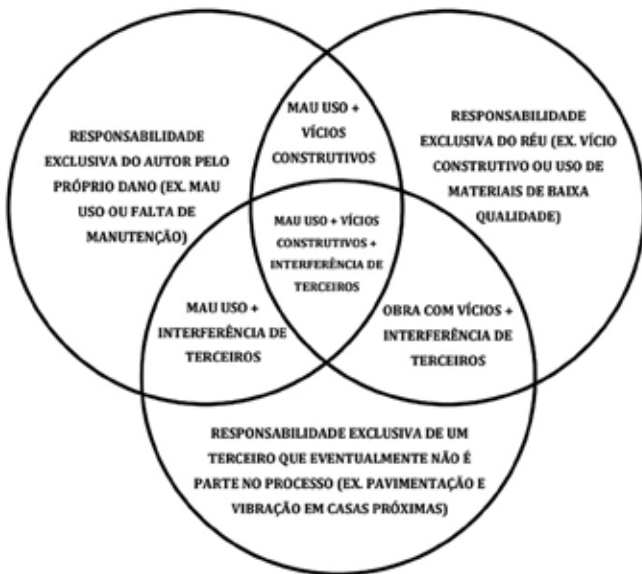 RESPONSABILIDADE
EXCLUSIVA DO AUTOR PELO
PRÓPRIO DANO (EX. MAU
USO OU FALTA DE
MANUTENÇÃO)
MAU USO +
VÍCIOS
CONSTRUTIVOS
RESPONSABILIDADE
EXCLUSIVA DO RÉU (EX. VÍCIO
CONSTRUTIVO OU USO DE
MATERIAIS DE BAIXA
QUALIDADE)
MAU USO + VÍCIOS
CONSTRUTIVOS +
INTERFERÊNCIA DE
TERCEIROS
MAU USO +
INTERFERÊNCIA DE
TERCEIROS
OBRA COM VÍCIOS +
INTERFERÊNCIA DE
TERCEIROS
RESPONSABILIDADE EXCLUSIVA DE UM
TERCEIRO QUE EVENTUALMENTE NÃO É
PARTE NO PROCESSO (EX. PAVIMENTAÇÃO E
VIBRAÇÃO EM CASAS PRÓXIMAS)